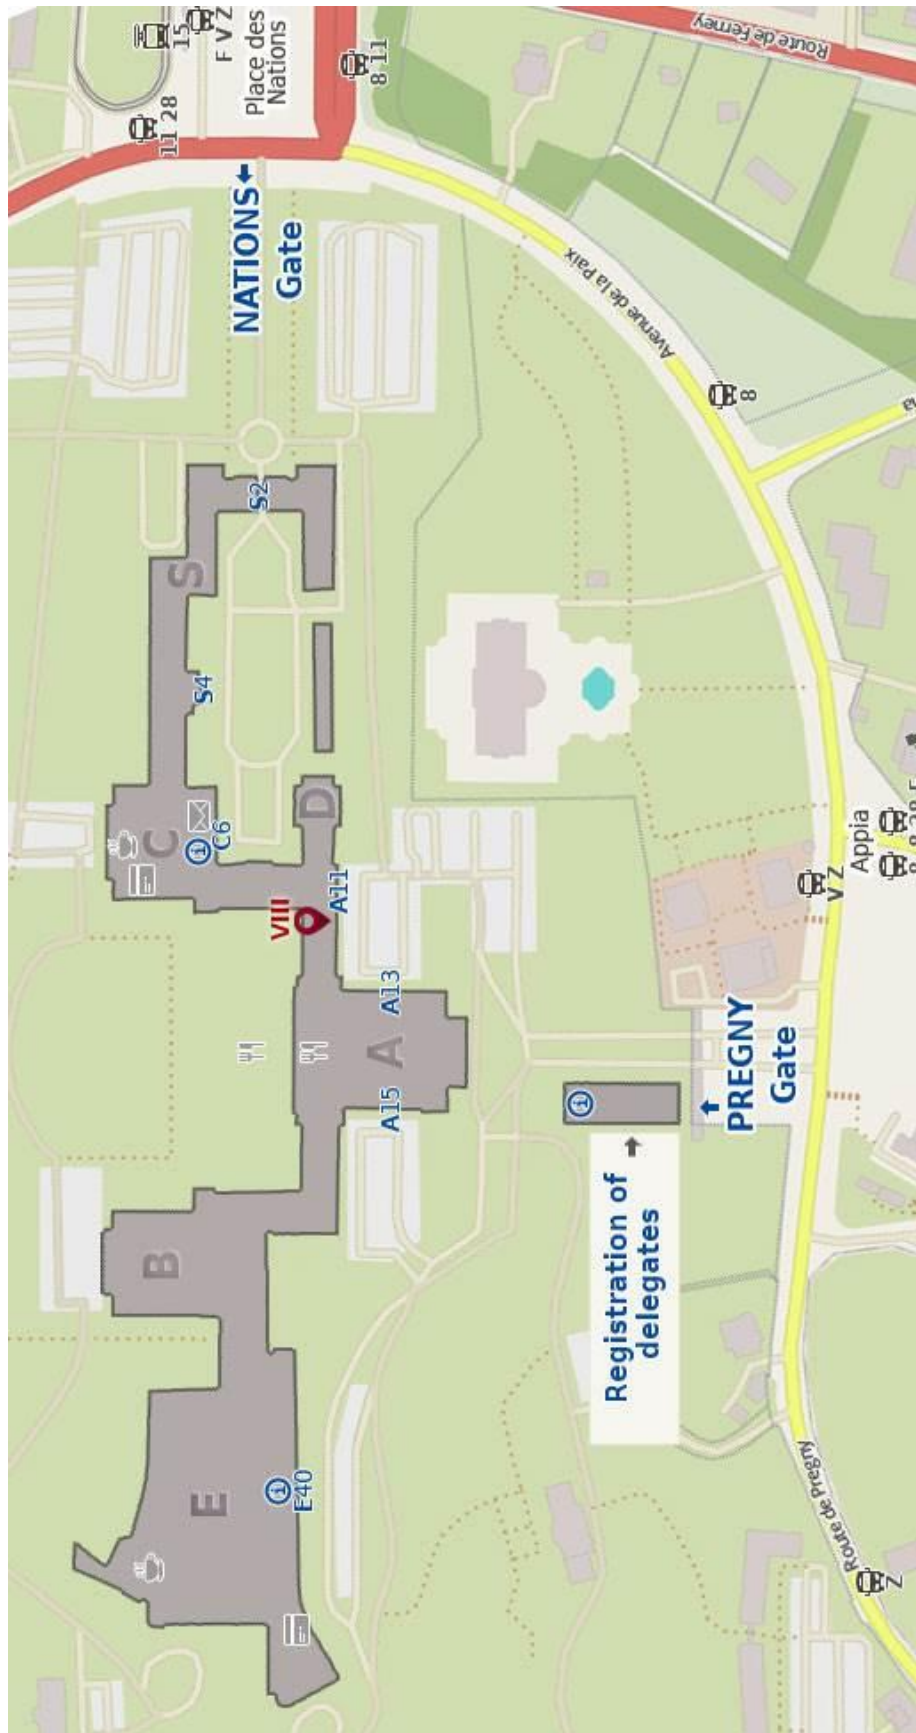 B
C
S
E
11 28
15
F V Z
S4
C6
NATIONS
Gate
Place des
Nations
S2
VIII
D
A11
E40
A15
A
A13
8 11
Avenue de la Paix
Registration of
delegates
PREGNY
Gate
Route de Ferney
8
V Z
Appia
Route de Pregny
Z